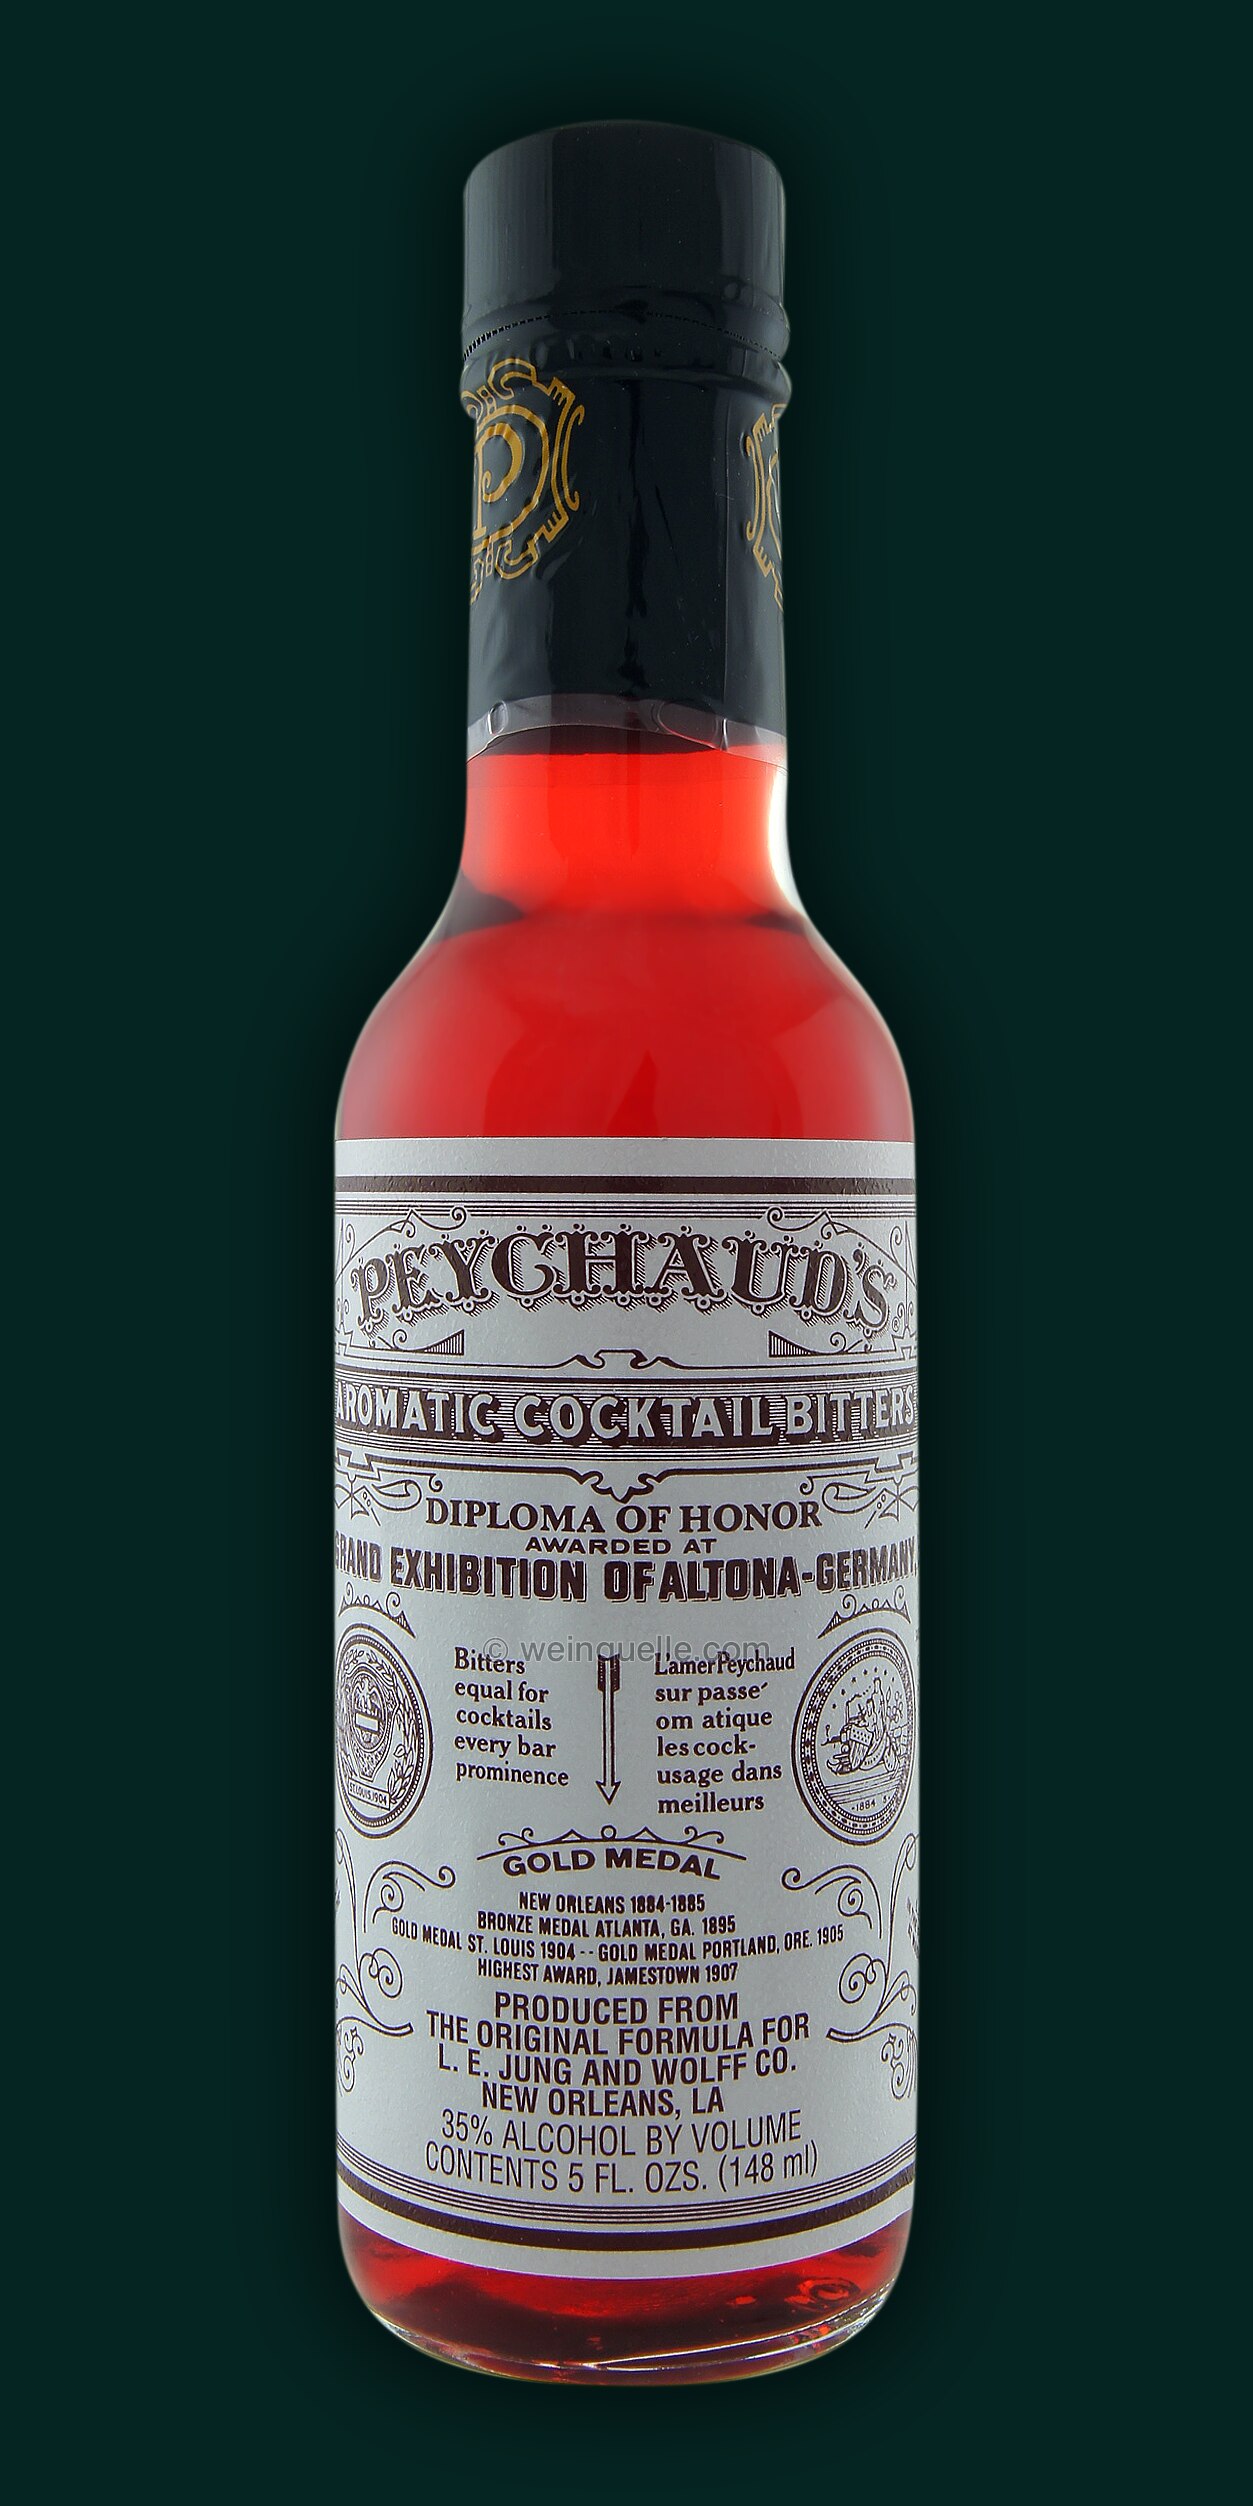 P
PEYCHAUD'S®
AROMATIC COCKTAIL BITTERS
DIPLOMA OF HONOR
AWARDED AT
GRAND EXHIBITION OF ALTONA-GERMANY.
© weinquelle.com
Bitters
equal for
cocktails
every bar
prominence
L'amer Peychaud
sur passe´
om atique
les cock-
usage dans
meilleurs
ST. LOUIS, 1904
1884
GOLD MEDAL
NEW ORLEANS 1884-1885
BRONZE MEDAL ATLANTA, GA. 1895
GOLD MEDAL ST. LOUIS 1904 -- GOLD MEDAL PORTLAND, ORE. 1905
HIGHEST AWARD, JAMESTOWN 1907
PRODUCED FROM
THE ORIGINAL FORMULA FOR
L. E. JUNG AND WOLFF CO.
NEW ORLEANS, LA
35% ALCOHOL BY VOLUME
CONTENTS 5 FL. OZS. (148 ml)